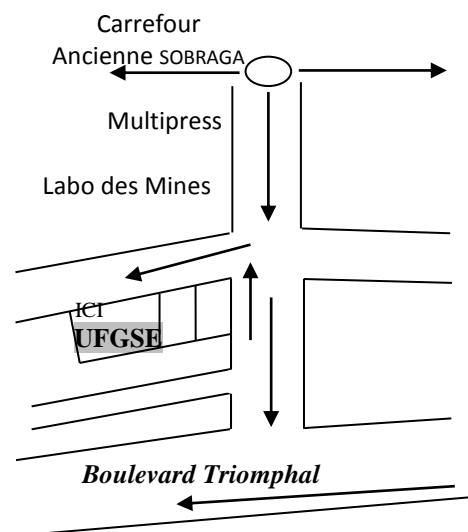 Carrefour
Ancienne SOBRAGA
Multipress
Labo des Mines
ICI
UFGSE
Boulevard Triomphal